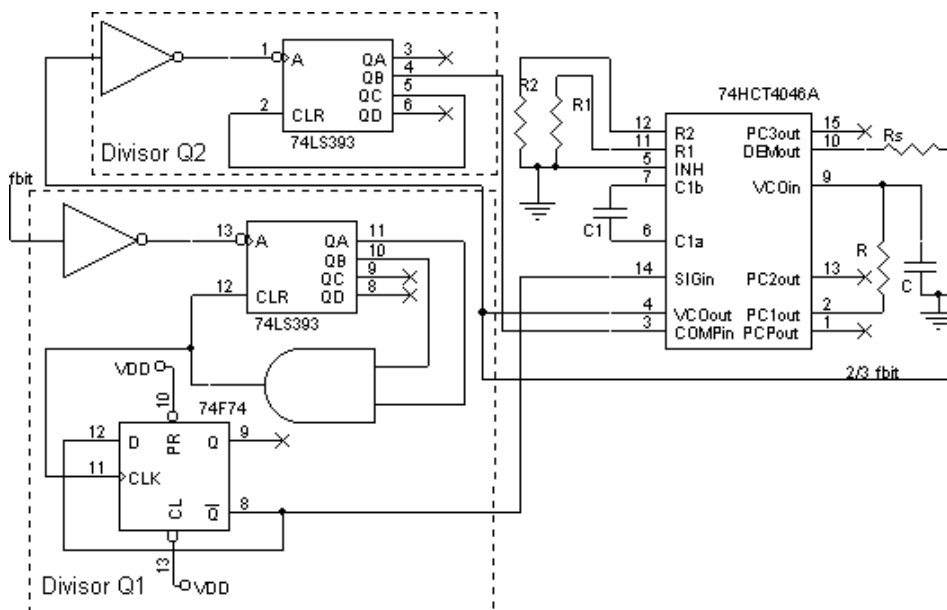 1
A
QA
3
QB
4
QC
5
QD
6
2
CLR
74LS393
Divisor Q2
R2
R1
74HCT4046A
12
R2
11
R1
5
INH
7
C1b
6
C1a
14
SIGin
4
VCOout
3
COMPin
PC3out
15
DEMout
10
VCOin
9
PC2out
13
PC1out
2
PCPout
1
Rs
R
C
C1
2/3 fbit
fbit
13
A
QA
11
QB
10
QC
9
QD
8
12
CLR
74LS393
VDD
10
74F74
12
D
PR
Q
9
11
CLK
CL
Q
8
13
VDD
Divisor Q1